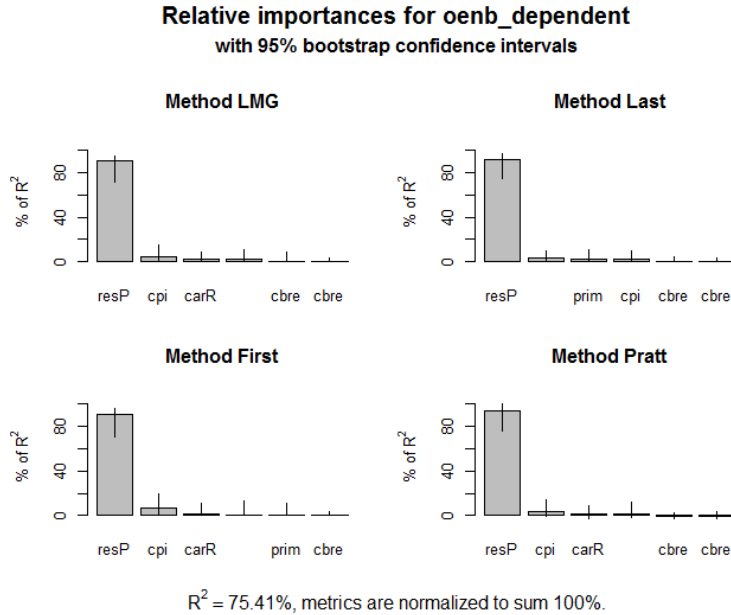 Relative importances for oenb_dependent
with 95% bootstrap confidence intervals
Method LMG
% of R²
80
40
0
resP cpi carR cbre cbre
Method Last
% of R²
80
40
0
resP prim cpi cbre cbre
Method First
% of R²
80
40
0
resP cpi carR prim cbre
Method Pratt
% of R²
80
40
0
resP cpi carR cbre cbre
R² = 75.41%, metrics are normalized to sum 100%.